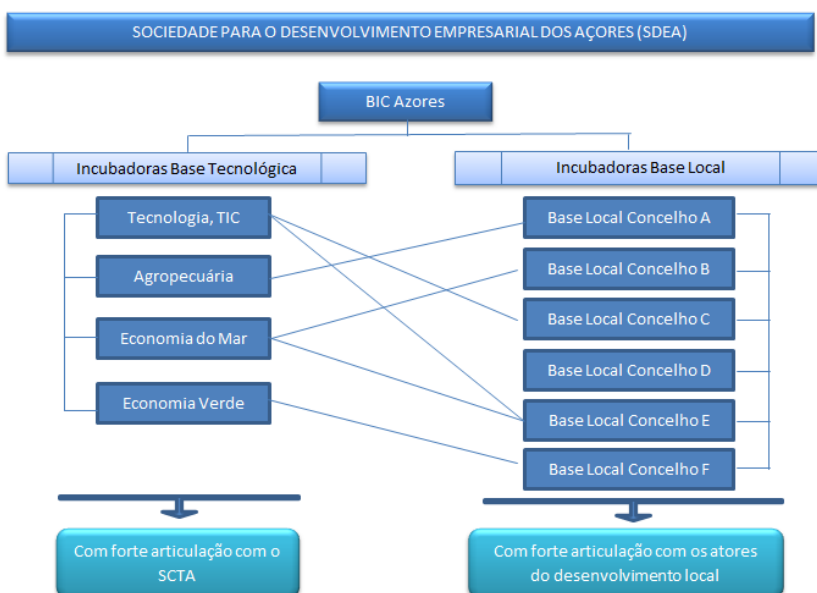 SOCIEDADE PARA O DESENVOLVIMENTO EMPRESARIAL DOS AÇORES (SDEA)
BIC Azores
Incubadoras Base Tecnológica
Incubadoras Base Local
Tecnologia, TIC
Agropecuária
Economia do Mar
Economia Verde
Base Local Concelho A
Base Local Concelho B
Base Local Concelho C
Base Local Concelho D
Base Local Concelho E
Base Local Concelho F
Com forte articulação com o
SCTA
Com forte articulação com os atores
do desenvolvimento local